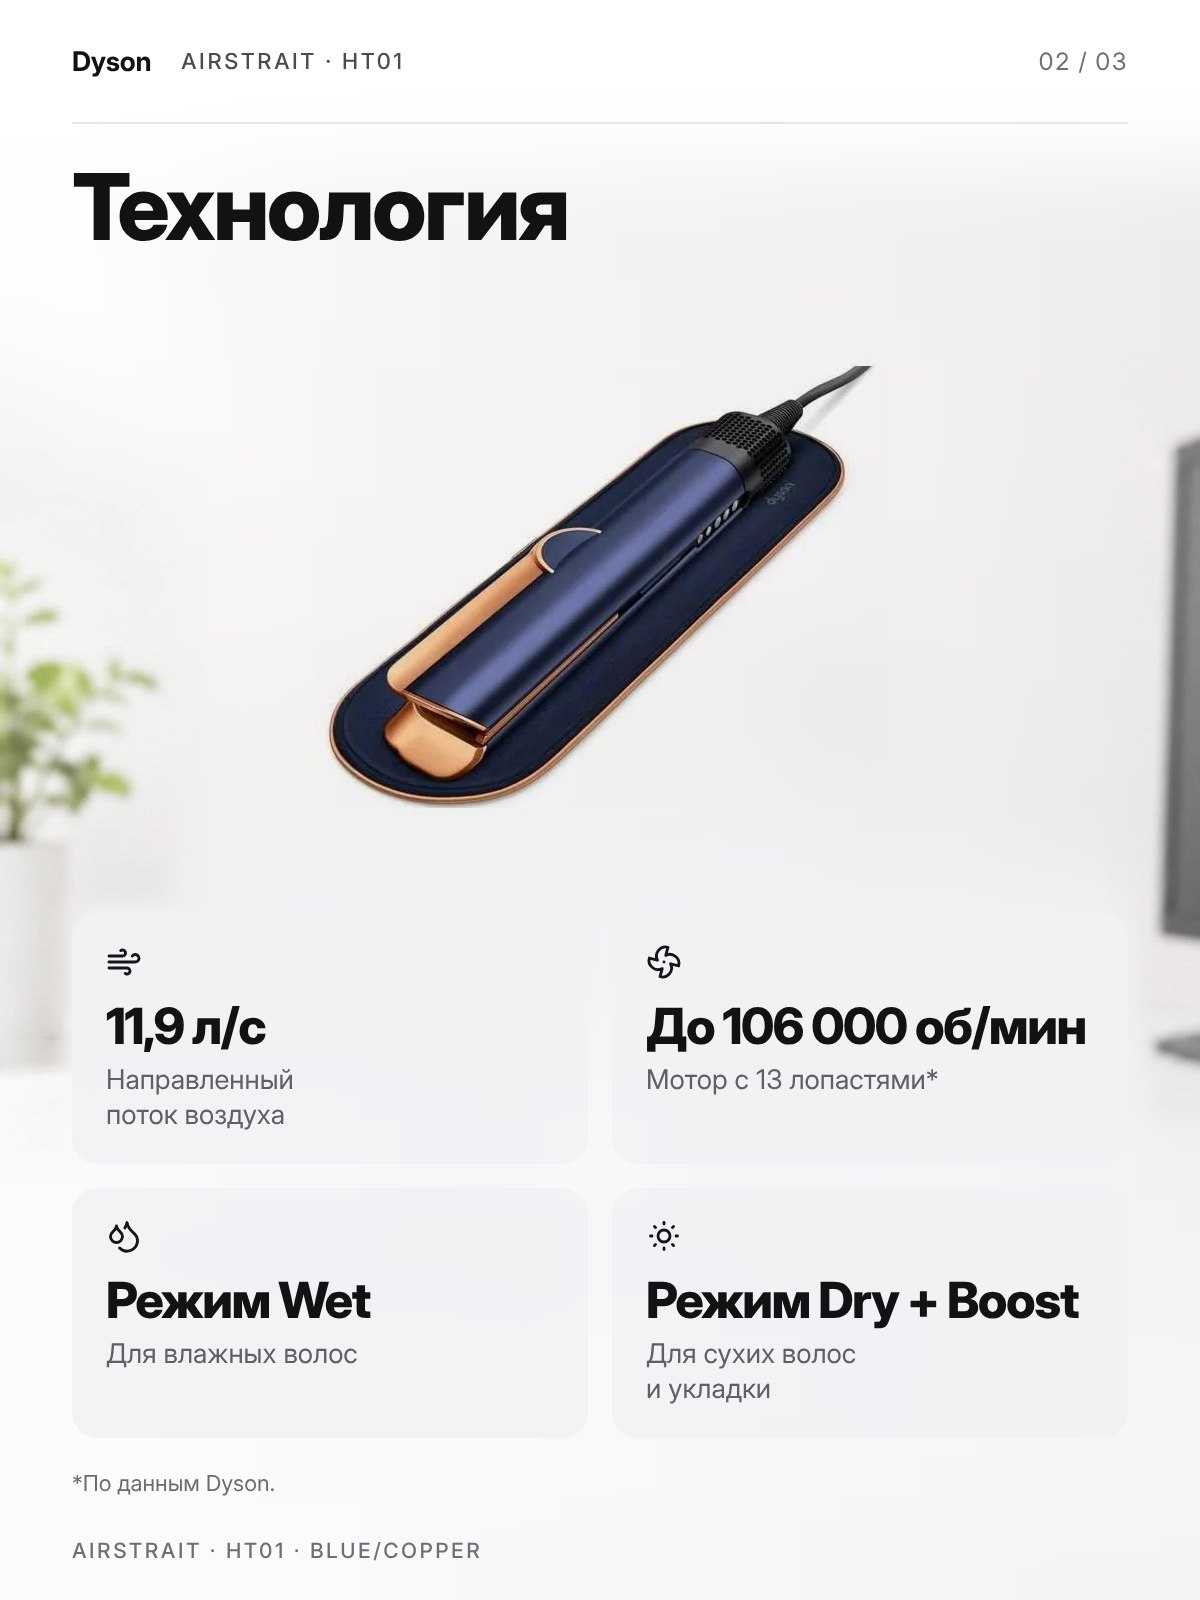 Dyson AIRSTRAIT · HT01 02 / 03
Технология
dyson
11,9 л/с
Направленный
поток воздуха
До 106 000 об/мин
Мотор с 13 лопастями*
Режим Wet
Для влажных волос
Режим Dry + Boost
Для сухих волос
и укладки
*По данным Dyson.
AIRSTRAIT · HT01 · BLUE/COPPER